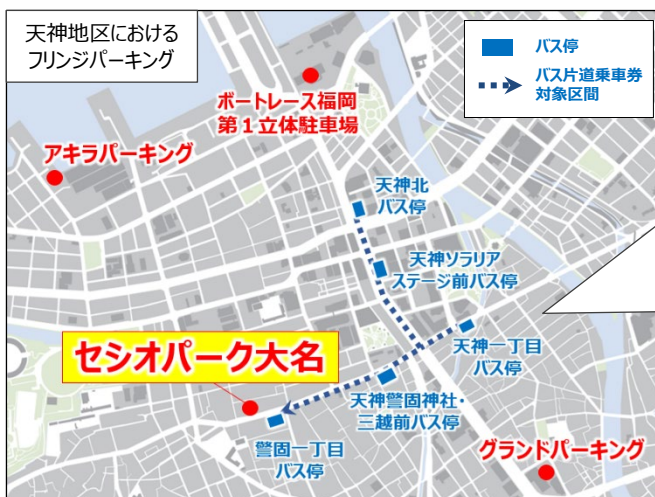 天神地区における
フリンジパーキング
バス停
バス片道乗車券
対象区間
ボートレース福岡
第1立体駐車場
アキラパーキング
天神北
バス停
天神ソラリア
ステージ前バス停
天神一丁目
バス停
セシオパーク大名
天神警固神社・
三越前バス停
警固一丁目
バス停
グランドパーキング